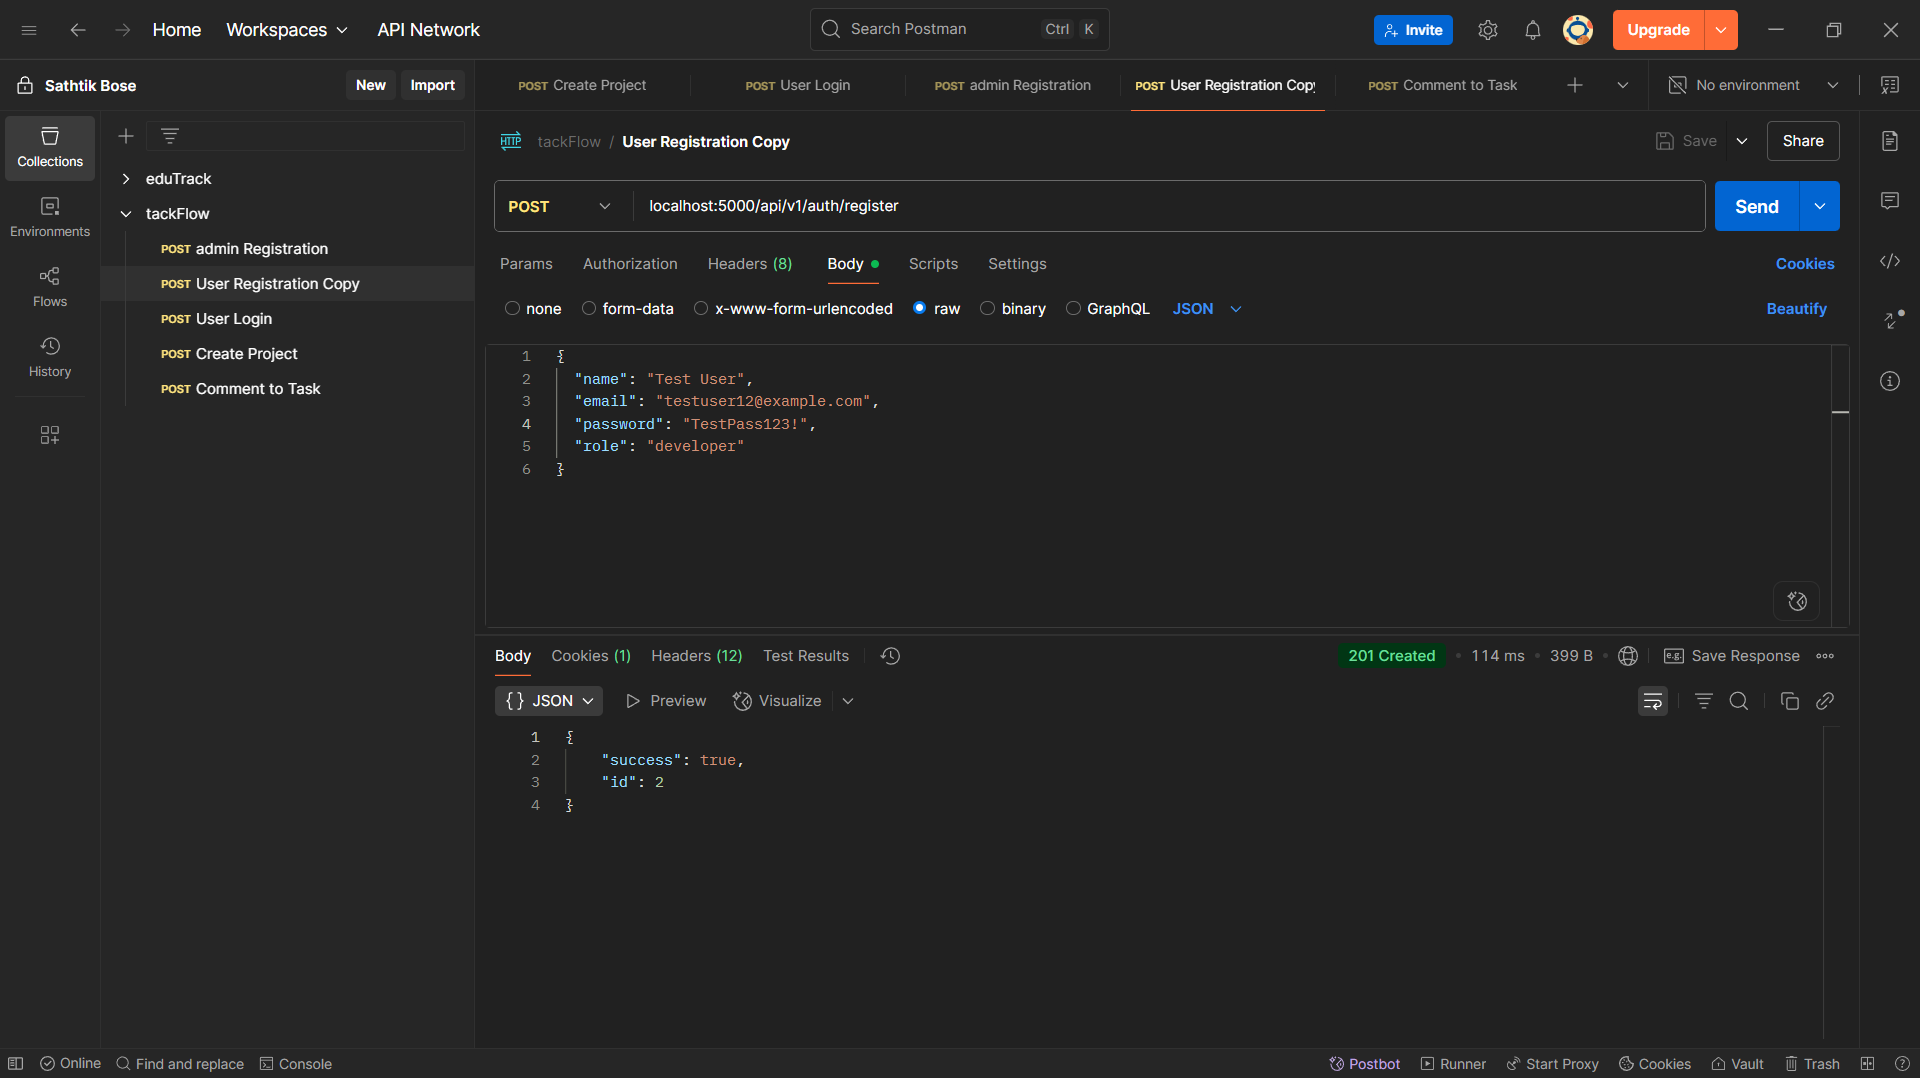 Home Workspaces API Network Search Postman Ctrl K Invite Upgrade
Sathtik Bose New Import POST Create Project POST User Login POST admin Registration POST User Registration Copy POST Comment to Task No environment
Collections
Environments
Flows
History
eduTrack
tackFlow
POST admin Registration
POST User Registration Copy
POST User Login
POST Create Project
POST Comment to Task
HTTP tackFlow / User Registration Copy Save Share
POST localhost:5000/api/v1/auth/register Send
Params Authorization Headers (8) Body Scripts Settings Cookies
none form-data x-www-form-urlencoded raw binary GraphQL JSON Beautify
1 {
2 "name": "Test User",
3 "email": "testuser12@example.com",
4 "password": "TestPass123!",
5 "role": "developer"
6 }
Body Cookies (1) Headers (12) Test Results 201 Created • 114 ms • 399 B • e.g. Save Response
{} JSON Preview Visualize
1 {
2 "success": true,
3 "id": 2
4 }
Online Find and replace Console Postbot Runner Start Proxy Cookies Vault Trash